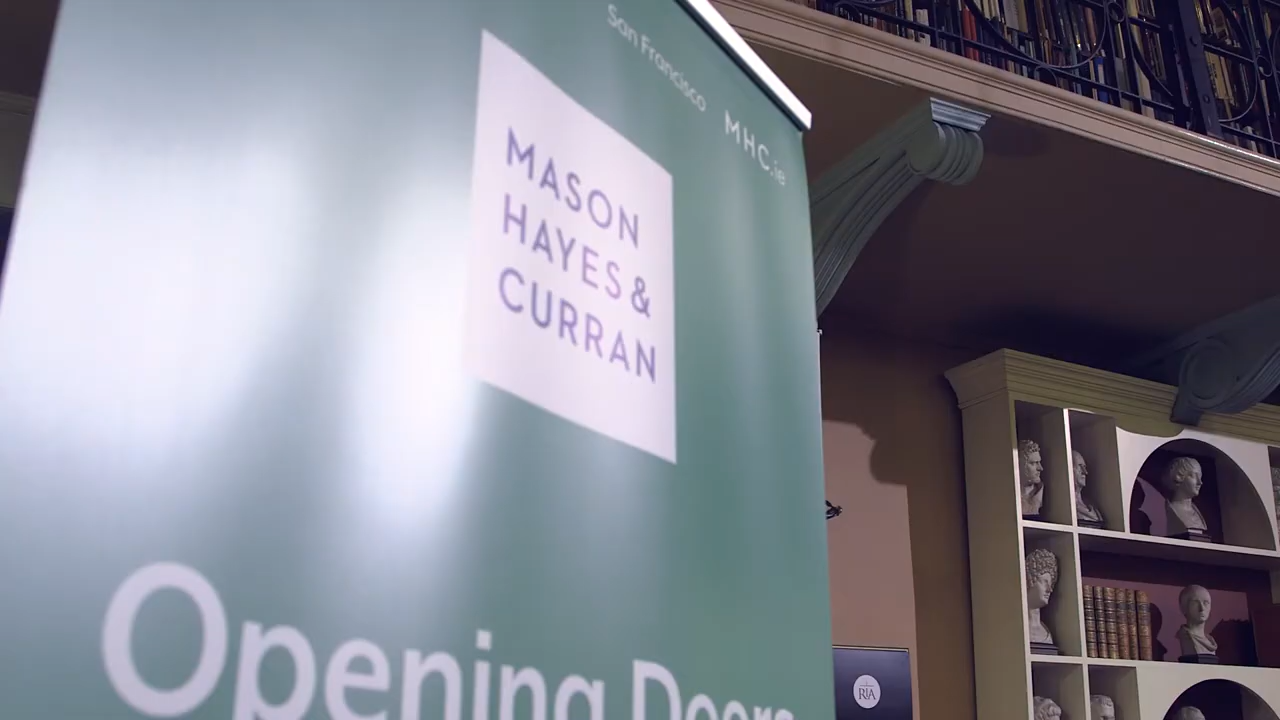 San Francisco
MHC.ie
MASON
HAYES &
CURRAN
Opening Doors
RIA